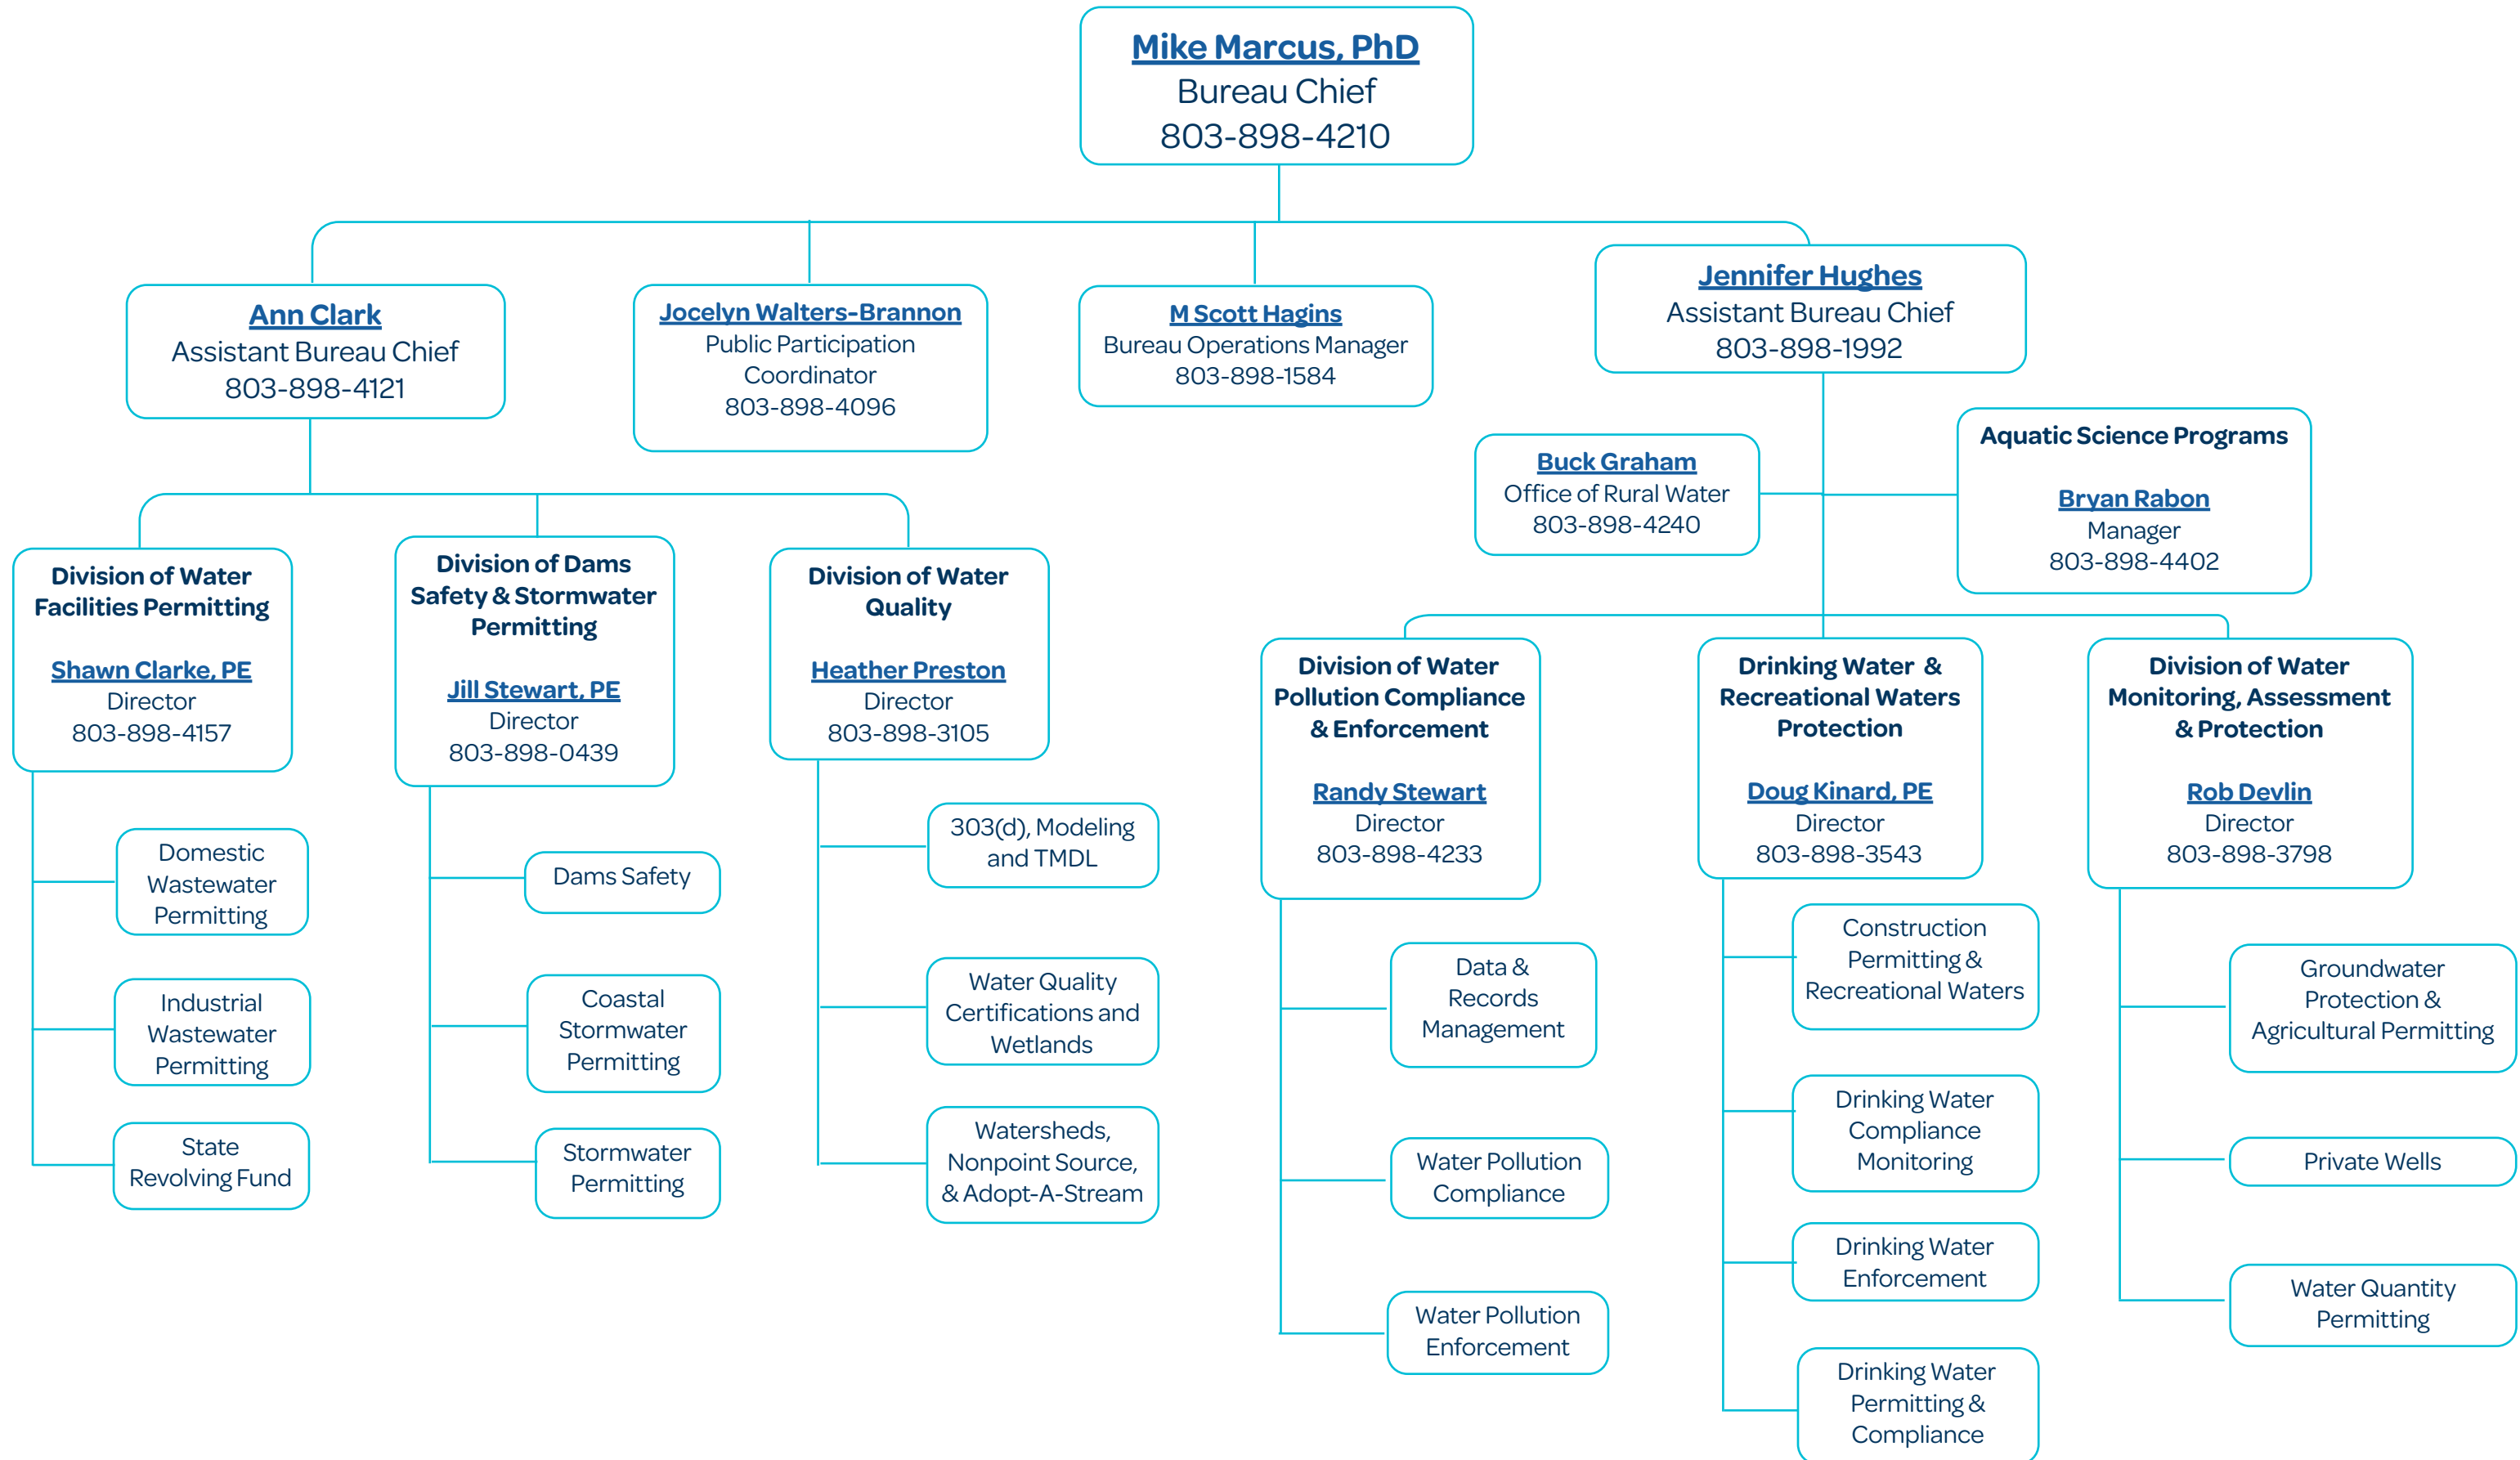 Mike Marcus, PhD
Bureau Chief
803-898-4210
Ann Clark
Assistant Bureau Chief
803-898-4121
Jocelyn Walters-Brannon
Public Participation
Coordinator
803-898-4096
M Scott Hagins
Bureau Operations Manager
803-898-1584
Jennifer Hughes
Assistant Bureau Chief
803-898-1992
Buck Graham
Office of Rural Water
803-898-4240
Aquatic Science Programs
Bryan Rabon
Manager
803-898-4402
Division of Water
Facilities Permitting
Shawn Clarke, PE
Director
803-898-4157
Domestic
Wastewater
Permitting
Industrial
Wastewater
Permitting
State
Revolving Fund
Division of Dams
Safety & Stormwater
Permitting
Jill Stewart, PE
Director
803-898-0439
Dams Safety
Coastal
Stormwater
Permitting
Stormwater
Permitting
Division of Water
Quality
Heather Preston
Director
803-898-3105
303(d), Modeling
and TMDL
Water Quality
Certifications and
Wetlands
Watersheds,
Nonpoint Source,
& Adopt-A-Stream
Division of Water
Pollution Compliance
& Enforcement
Randy Stewart
Director
803-898-4233
Data &
Records
Management
Water Pollution
Compliance
Water Pollution
Enforcement
Drinking Water &
Recreational Waters
Protection
Doug Kinard, PE
Director
803-898-3543
Construction
Permitting &
Recreational Waters
Drinking Water
Compliance
Monitoring
Drinking Water
Enforcement
Drinking Water
Permitting &
Compliance
Division of Water
Monitoring, Assessment
& Protection
Rob Devlin
Director
803-898-3798
Groundwater
Protection &
Agricultural Permitting
Private Wells
Water Quantity
Permitting